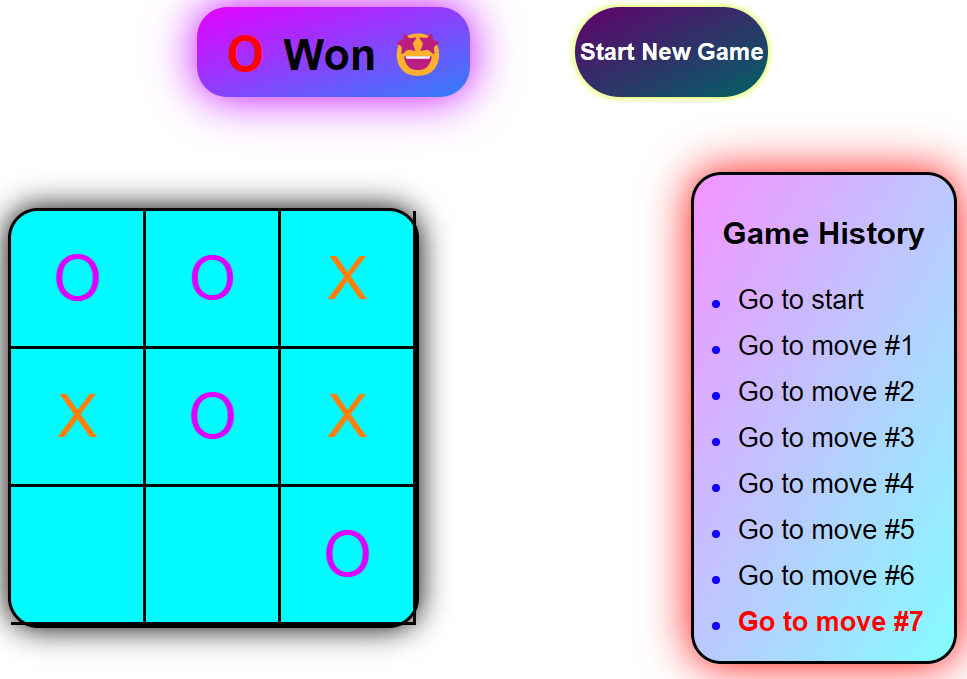 O Won 🤩
Start New Game
O O X
X O X
O
Game History
Go to start
Go to move #1
Go to move #2
Go to move #3
Go to move #4
Go to move #5
Go to move #6
Go to move #7